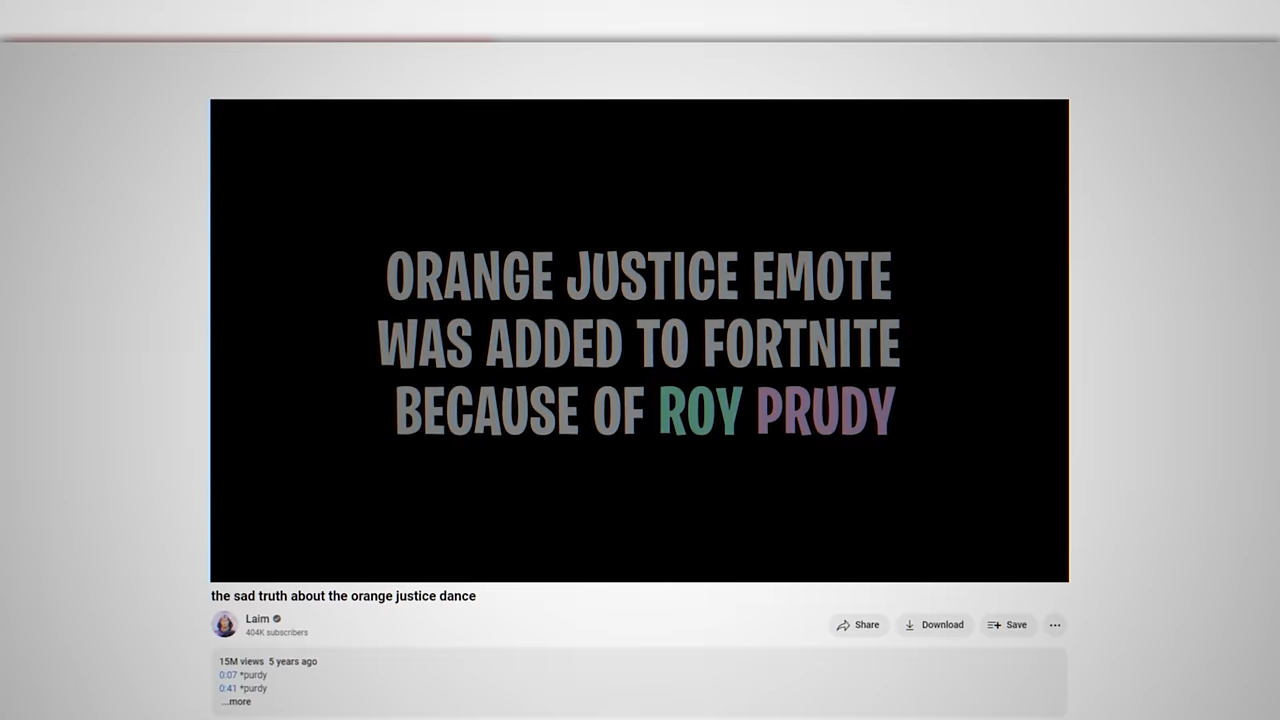 ORANGE JUSTICE EMOTE
WAS ADDED TO FORTNITE
BECAUSE OF ROY PRUDY
the sad truth about the orange justice dance
Laim
404K subscribers
Share
Download
Save
15M views 5 years ago
0:07 *purdy
0:41 *purdy
...more